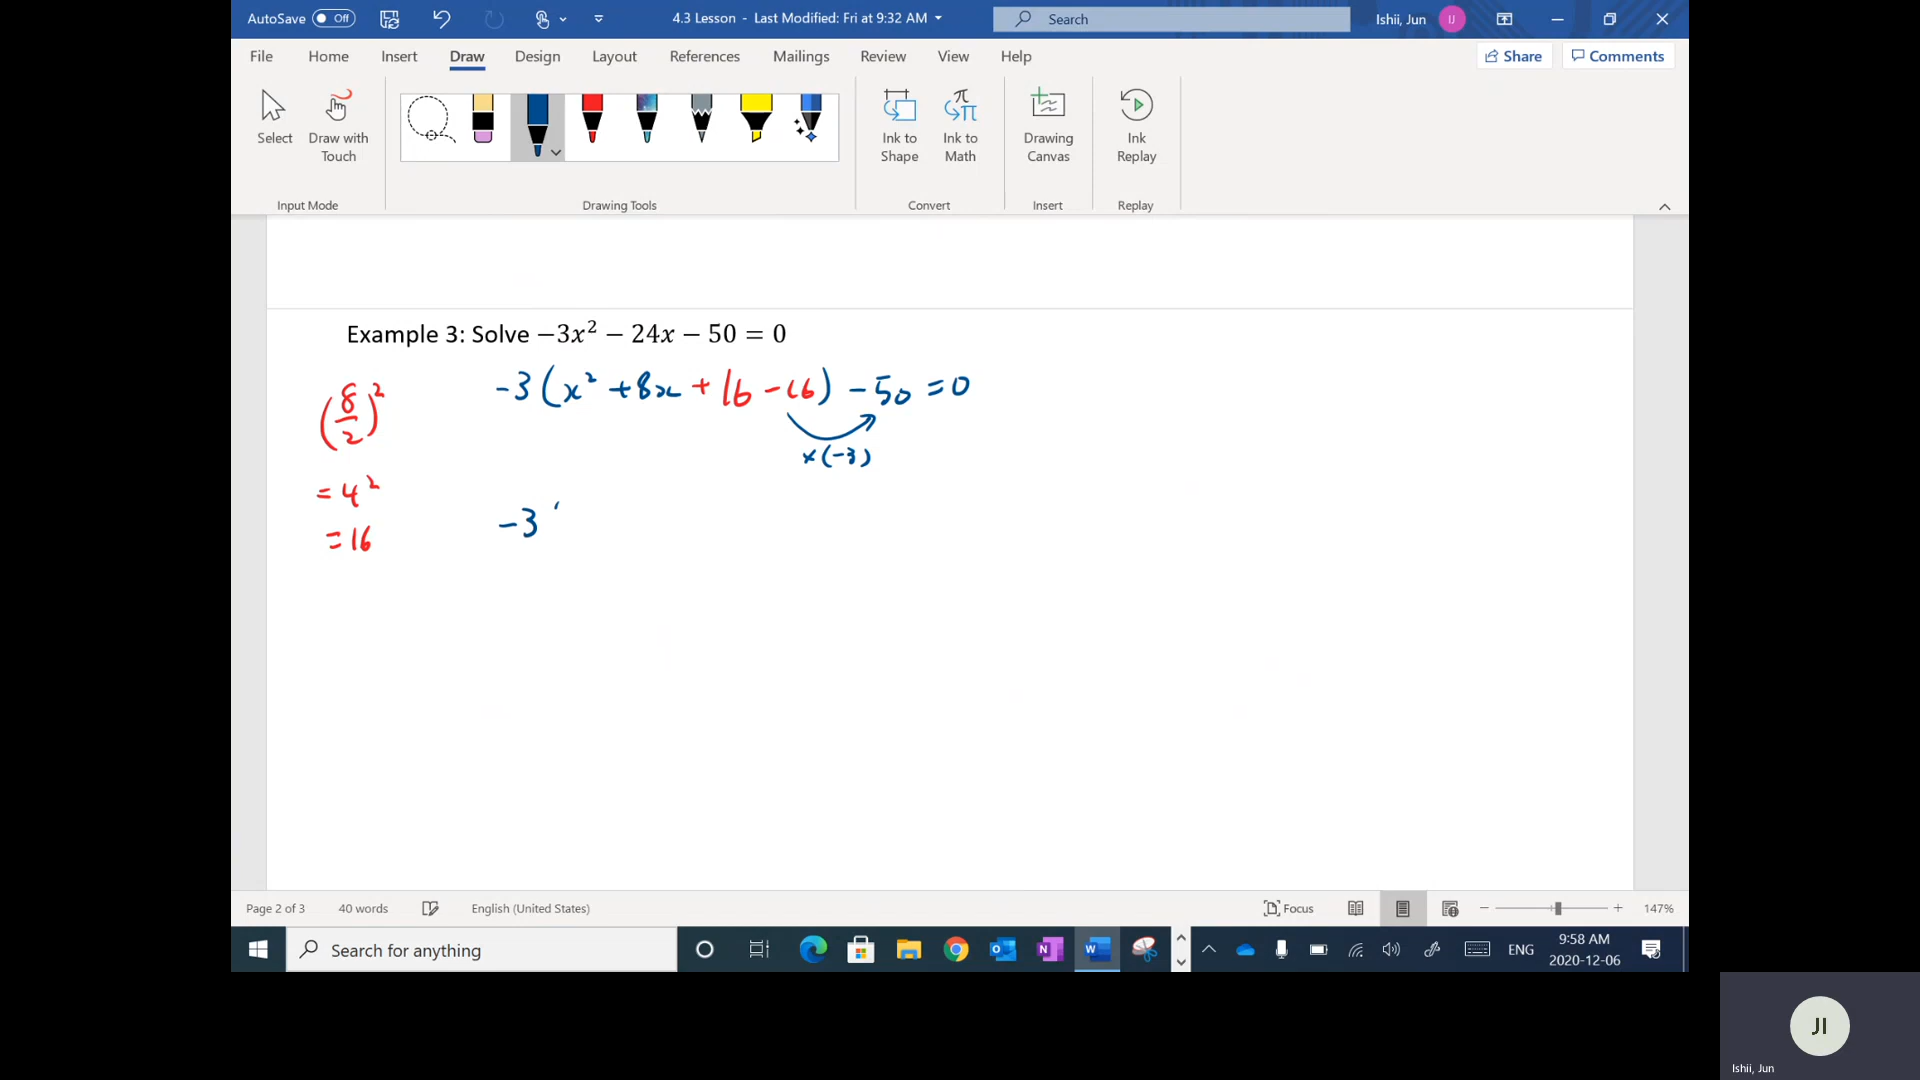 AutoSave Off 4.3 Lesson - Last Modified: Fri at 9:32 AM Search Ishii, Jun IJ
File Home Insert Draw Design Layout References Mailings Review View Help Share Comments
Select
Draw with
Touch
Ink to
Shape
Ink to
Math
Drawing
Canvas
Ink
Replay
Input Mode Drawing Tools Convert Insert Replay
Example 3: Solve −3x² − 24x − 50 = 0
-3 (x² + 8x + 16 - 16) - 50 = 0
x(-3)
(8/2)²
= 4²
= 16
-3
Page 2 of 3 40 words English (United States) Focus 147%
Search for anything ENG 9:58 AM
2020-12-06
JI
Ishii, Jun